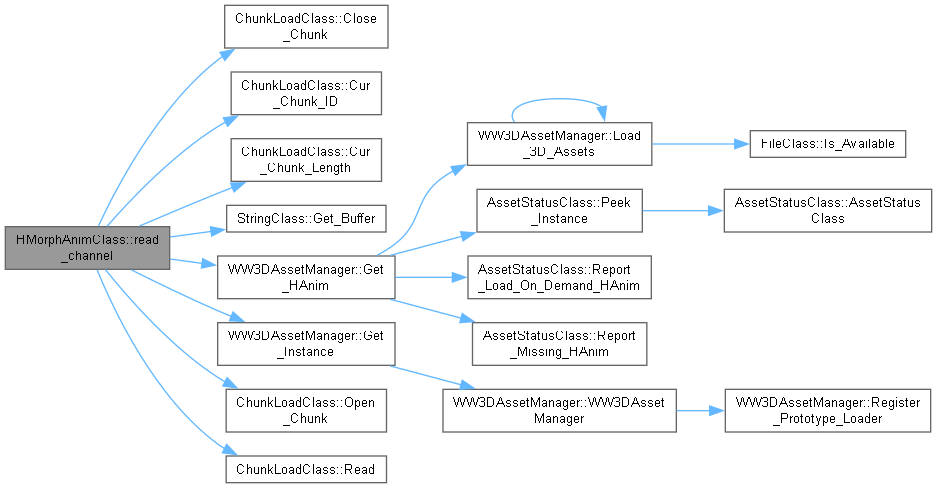 ChunkLoadClass::Close
_Chunk
ChunkLoadClass::Cur
_Chunk_ID
ChunkLoadClass::Cur
_Chunk_Length
StringClass::Get_Buffer
HMorphAnimClass::read
_channel
WW3DAssetManager::Get
_HAnim
WW3DAssetManager::Get
_Instance
ChunkLoadClass::Open
_Chunk
ChunkLoadClass::Read
WW3DAssetManager::Load
_3D_Assets
AssetStatusClass::Peek
_Instance
AssetStatusClass::Report
_Load_On_Demand_HAnim
AssetStatusClass::Report
_Missing_HAnim
WW3DAssetManager::WW3DAsset
Manager
FileClass::Is_Available
AssetStatusClass::AssetStatus
Class
WW3DAssetManager::Register
_Prototype_Loader